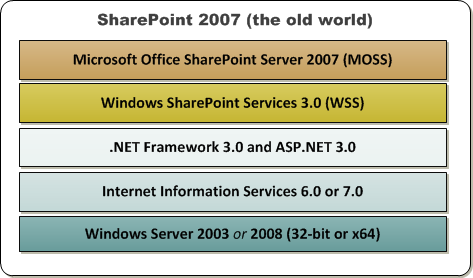 SharePoint 2007 (the old world)
Microsoft Office SharePoint Server 2007 (MOSS)
Windows SharePoint Services 3.0 (WSS)
.NET Framework 3.0 and ASP.NET 3.0
Internet Information Services 6.0 or 7.0
Windows Server 2003 or 2008 (32-bit or x64)